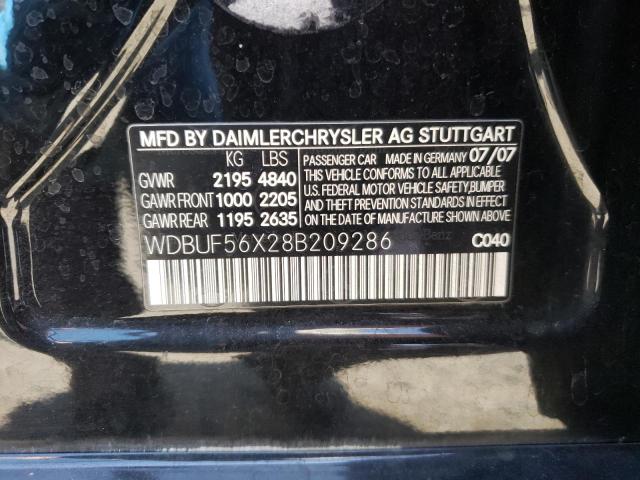 MFD BY DAIMLERCHRYSLER AG STUTTGART
KG LBS
GVWR 2195 4840
GAWR FRONT 1000 2205
GAWR REAR 1195 2635
PASSENGER CAR MADE IN GERMANY 07/07
THIS VEHICLE CONFORMS TO ALL APPLICABLE
U.S. FEDERAL MOTOR VEHICLE SAFETY,BUMPER
AND THEFT PREVENTION STANDARDS IN EFFECT
ON THE DATE OF MANUFACTURE SHOWN ABOVE
WDBUF56X28B209286
C040